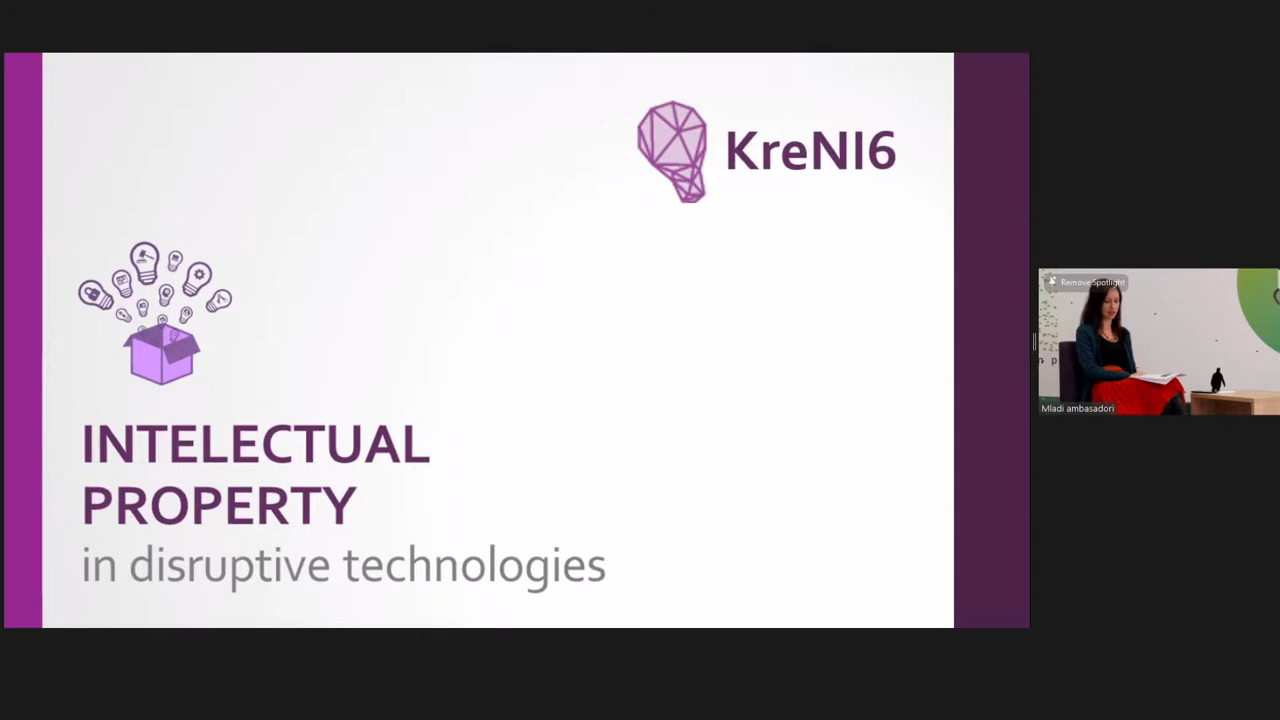 KreNI6
INTELECTUAL
PROPERTY
in disruptive technologies
Remove Spotlight
Mladi ambasadori